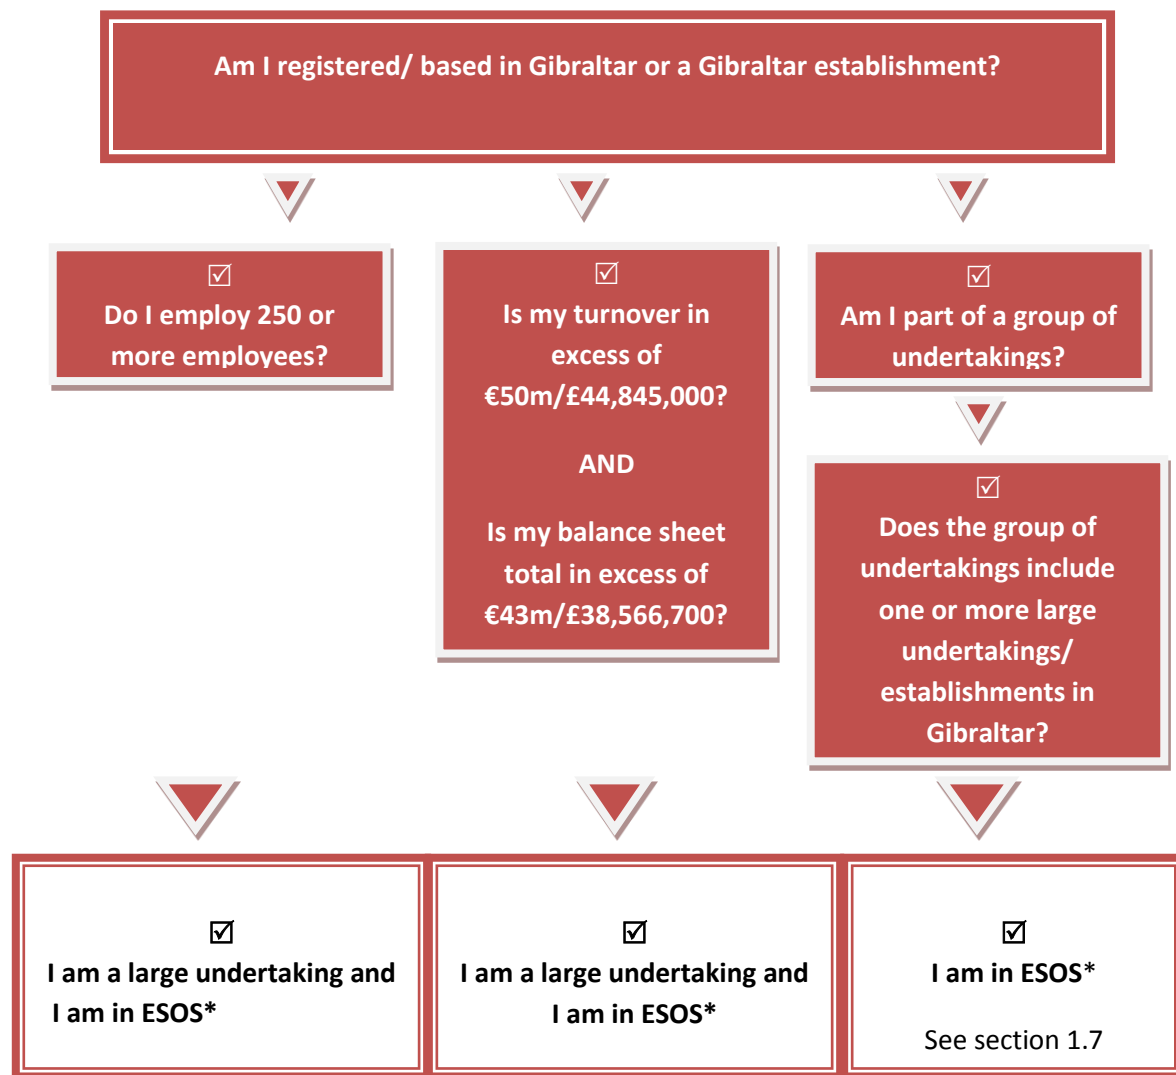 Am I registered/ based in Gibraltar or a Gibraltar establishment?
☑
Do I employ 250 or
more employees?
☑
Is my turnover in
excess of
€50m/£44,845,000?
AND
Is my balance sheet
total in excess of
€43m/£38,566,700?
☑
Am I part of a group of
undertakings?
☑
Does the group of
undertakings include
one or more large
undertakings/
establishments in
Gibraltar?
☑
I am a large undertaking and
I am in ESOS*
☑
I am a large undertaking and
I am in ESOS*
☑
I am in ESOS*
See section 1.7